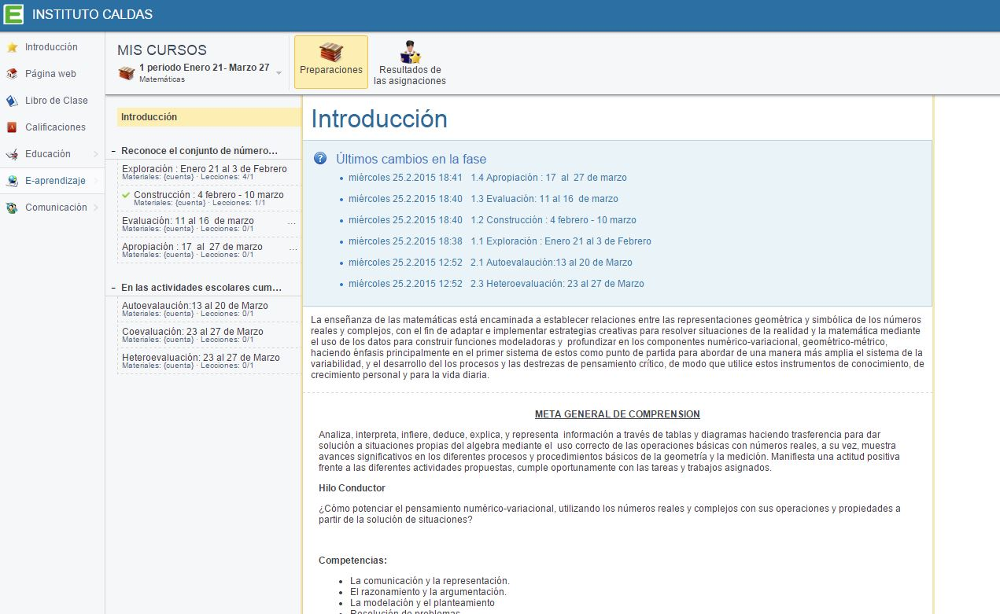 INSTITUTO CALDAS
Introducción
Página web
Libro de Clase
Calificaciones
Educación
E-aprendizaje
Comunicación
MIS CURSOS
1 periodo Enero 21- Marzo 27
Matemáticas
Preparaciones
Resultados de
las asignaciones
Introducción
- Reconoce el conjunto de número...
Exploración : Enero 21 al 3 de Febrero
Materiales: {cuenta} · Lecciones: 4/1
Construcción : 4 febrero - 10 marzo
Materiales: {cuenta} · Lecciones: 1/1
Evaluación: 11 al 16 de marzo ...
Materiales: {cuenta} · Lecciones: 0/1
Apropiación : 17 al 27 de marzo ...
Materiales: {cuenta} · Lecciones: 0/1
- En las actividades escolares cum...
Autoevalaución:13 al 20 de Marzo
Materiales: {cuenta} · Lecciones: 0/1
Coevaluación: 23 al 27 de Marzo
Materiales: {cuenta} · Lecciones: 0/1
Heteroevaluación: 23 al 27 de Marzo
Materiales: {cuenta} · Lecciones: 0/1
Introducción
Últimos cambios en la fase
• miércoles 25.2.2015 18:41 1.4 Apropiación : 17 al 27 de marzo
• miércoles 25.2.2015 18:40 1.3 Evaluación: 11 al 16 de marzo
• miércoles 25.2.2015 18:40 1.2 Construcción : 4 febrero - 10 marzo
• miércoles 25.2.2015 18:38 1.1 Exploración : Enero 21 al 3 de Febrero
• miércoles 25.2.2015 12:52 2.1 Autoevalaución:13 al 20 de Marzo
• miércoles 25.2.2015 12:52 2.3 Heteroevaluación: 23 al 27 de Marzo
La enseñanza de las matemáticas está encaminada a establecer relaciones entre las representaciones geométrica y simbólica de los números
reales y complejos, con el fin de adaptar e implementar estrategias creativas para resolver situaciones de la realidad y la matemática mediante
el uso de los datos para construir funciones modeladoras y profundizar en los componentes numérico-variacional, geométrico-métrico,
haciendo énfasis principalmente en el primer sistema de estos como punto de partida para abordar de una manera más amplia el sistema de la
variabilidad, y el desarrollo del los procesos y las destrezas de pensamiento crítico, de modo que utilice estos instrumentos de conocimiento, de
crecimiento personal y para la vida diaria.
META GENERAL DE COMPRENSION
Analiza, interpreta, infiere, deduce, explica, y representa información a través de tablas y diagramas haciendo trasferencia para dar
solución a situaciones propias del algebra mediante el uso correcto de las operaciones básicas con números reales, a su vez, muestra
avances significativos en los diferentes procesos y procedimientos básicos de la geometría y la medición. Manifiesta una actitud positiva
frente a las diferentes actividades propuestas, cumple oportunamente con las tareas y trabajos asignados.
Hilo Conductor
¿Cómo potenciar el pensamiento numérico-variacional, utilizando los números reales y complejos con sus operaciones y propiedades a
partir de la solución de situaciones?
Competencias:
• La comunicación y la representación.
• El razonamiento y la argumentación.
• La modelación y el planteamiento
• Resolución de problemas